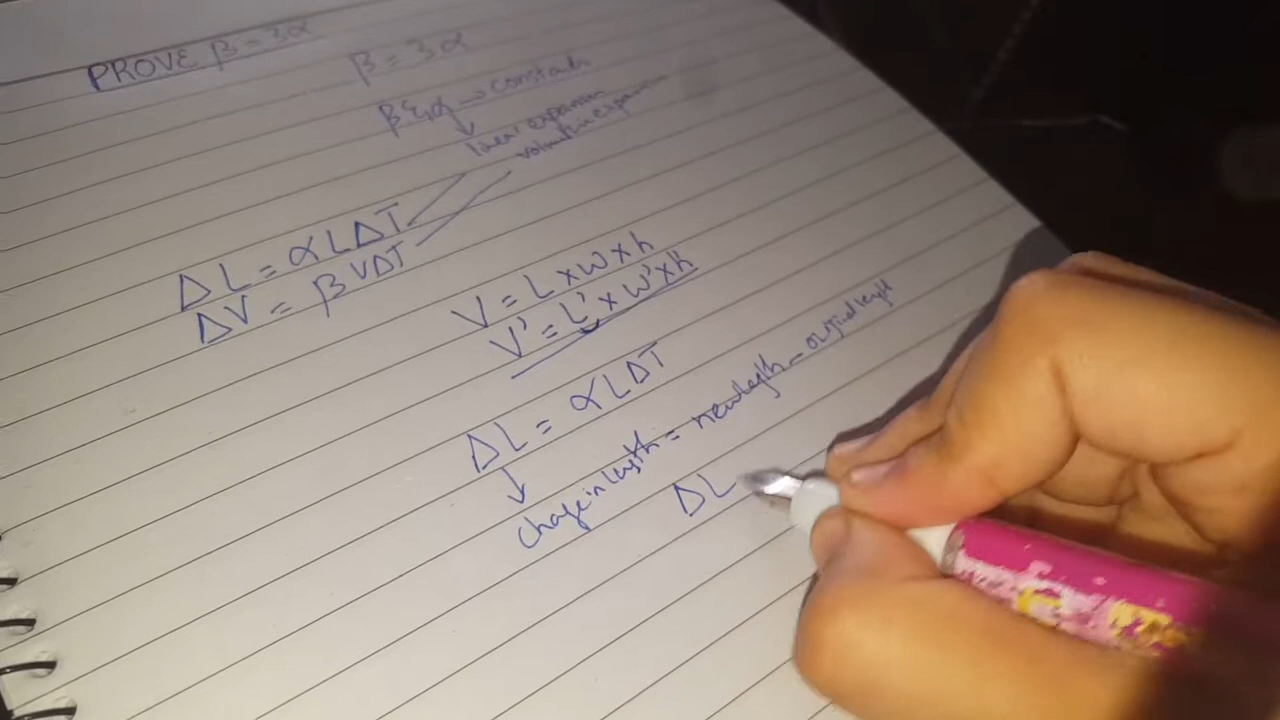 PROVE β = 3α
β = 3α
β & α → constants
linear expansion
volumetric expansion
ΔL = αLΔT
ΔV = βVΔT
V = L×w×h
V' = L'×w'×h
ΔL = αLΔT
change in length = new length - original length
ΔL